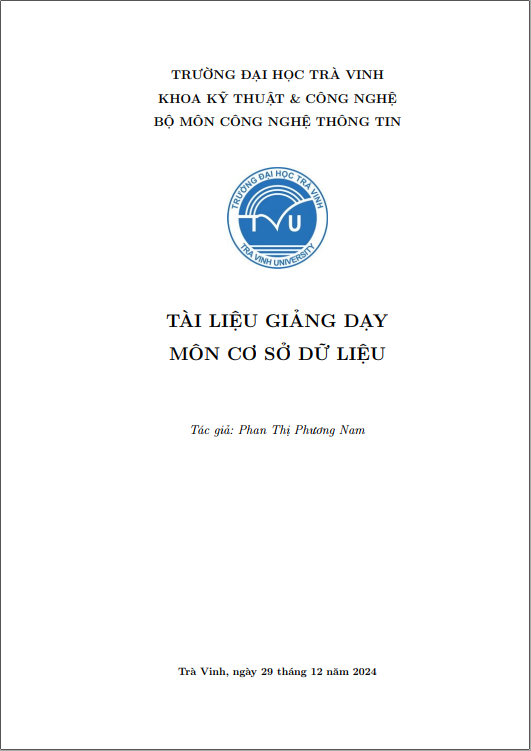 TRƯỜNG ĐẠI HỌC TRÀ VINH
KHOA KỸ THUẬT & CÔNG NGHỆ
BỘ MÔN CÔNG NGHỆ THÔNG TIN
TRƯỜNG ĐẠI HỌC TRÀ VINH
TVU
TRA VINH UNIVERSITY
TÀI LIỆU GIẢNG DẠY
MÔN CƠ SỞ DỮ LIỆU
Tác giả: Phan Thị Phương Nam
Trà Vinh, ngày 29 tháng 12 năm 2024